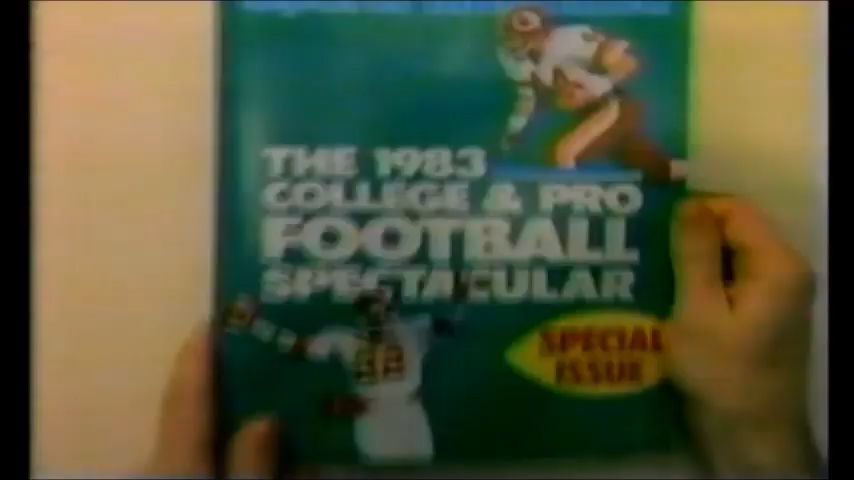 THE 1983
COLLEGE & PRO
FOOTBALL
SPECTACULAR
SPECIAL
ISSUE